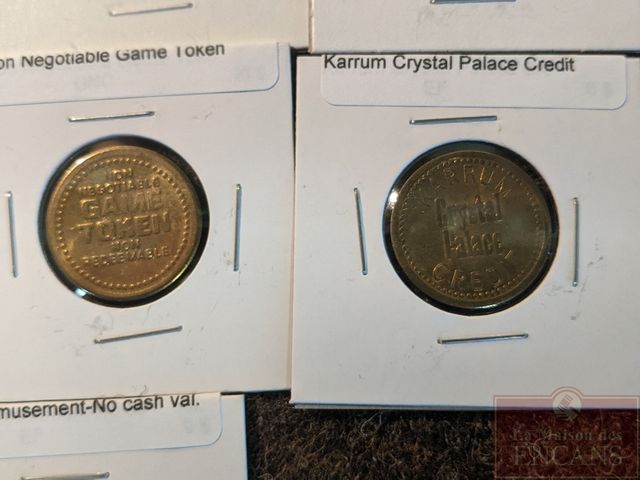 on Negotiable Game Token
Karrum Crystal Palace Credit
NON
NEGOTIABLE
GAME
TOKEN
NON
REDEEMABLE
KARRUM
Crystal
Palace
CREDIT
musement-No cash val.
La Maison des
ENCANS